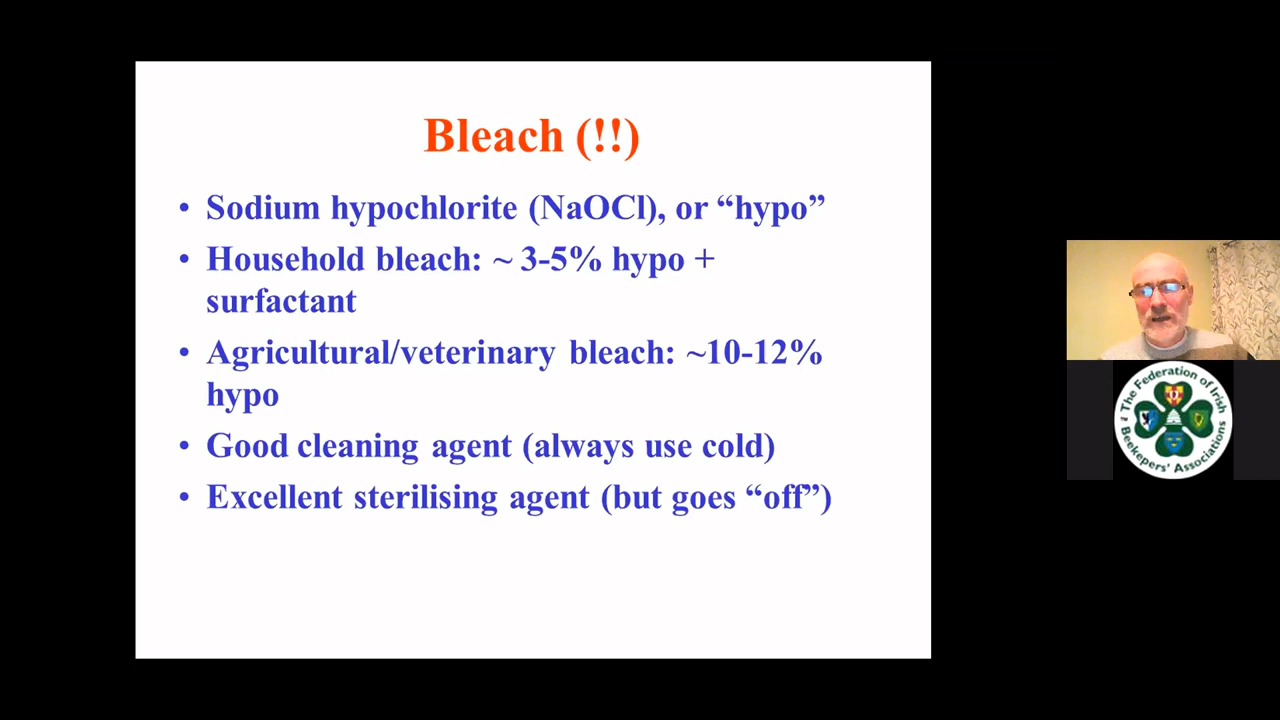 Bleach (!!)
• Sodium hypochlorite (NaOCl), or “hypo”
• Household bleach: ~ 3-5% hypo +
surfactant
• Agricultural/veterinary bleach: ~10-12%
hypo
• Good cleaning agent (always use cold)
• Excellent sterilising agent (but goes “off”)
The Federation of Irish
Beekepers' Associations